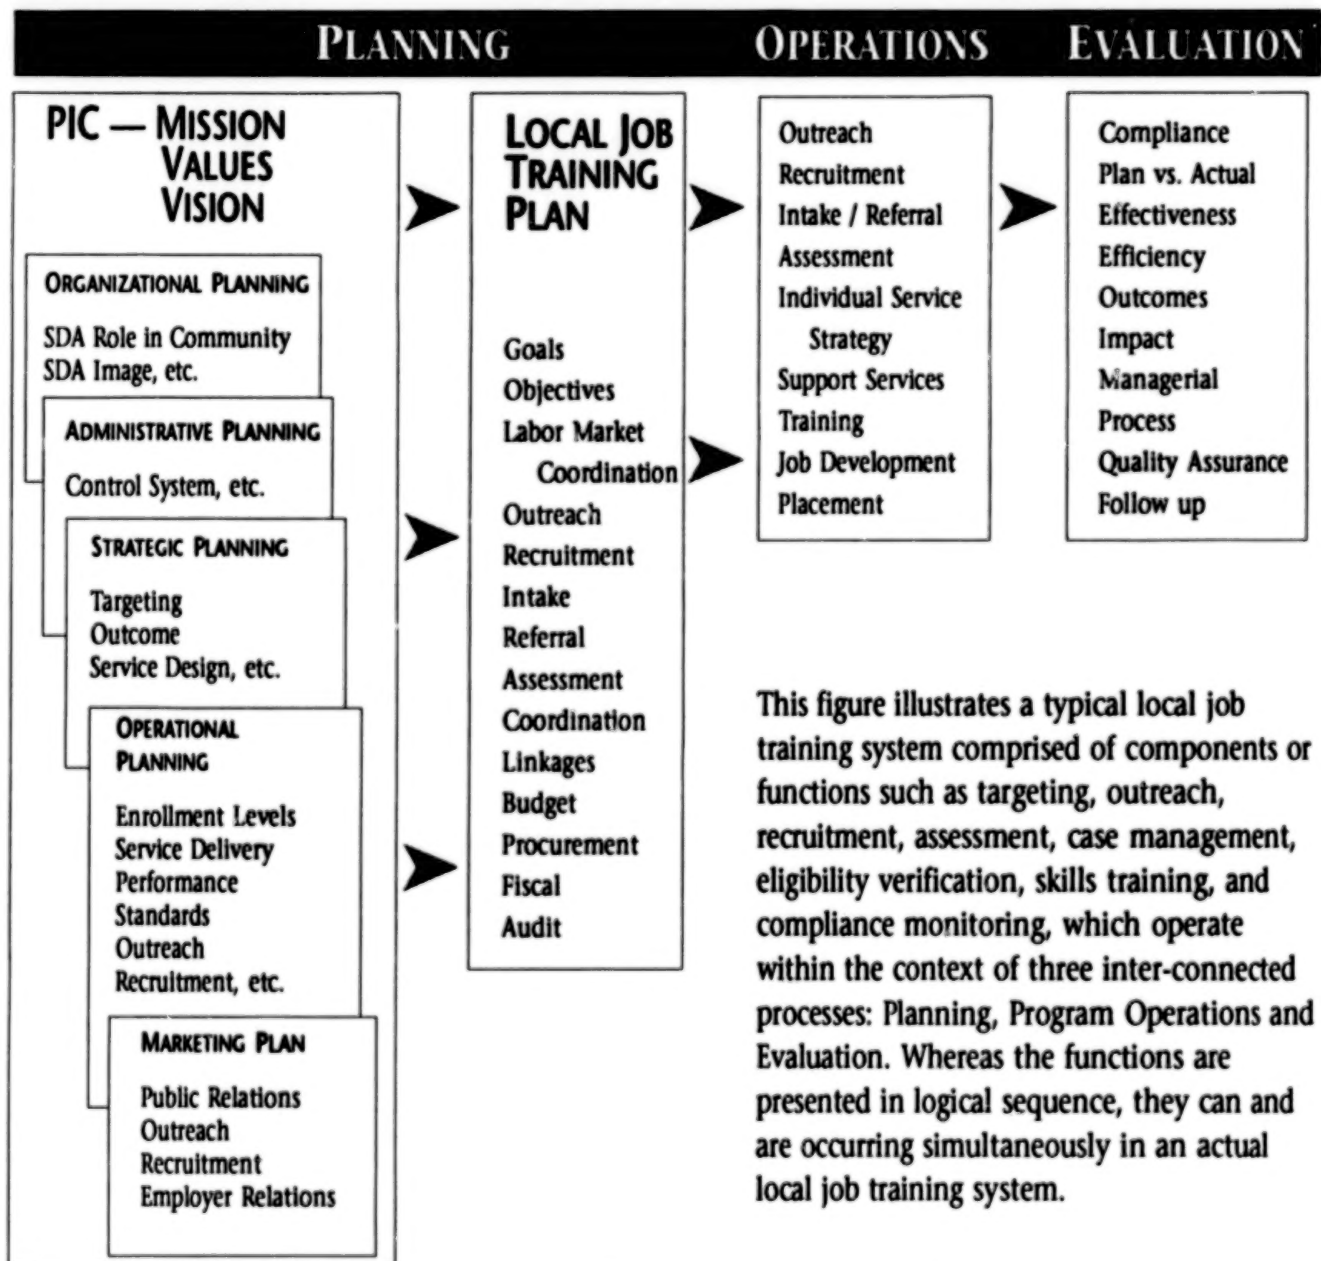 PLANNING
OPERATIONS
EVALUATION
PIC — MISSION
VALUES
VISION
ORGANIZATIONAL PLANNING
SDA Role in Community
SDA Image, etc.
ADMINISTRATIVE PLANNING
Control System, etc.
STRATEGIC PLANNING
Targeting
Outcome
Service Design, etc.
OPERATIONAL
PLANNING
Enrollment Levels
Service Delivery
Performance
Standards
Outreach
Recruitment, etc.
MARKETING PLAN
Public Relations
Outreach
Recruitment
Employer Relations
LOCAL JOB
TRAINING
PLAN
Goals
Objectives
Labor Market
Coordination
Outreach
Recruitment
Intake
Referral
Assessment
Coordination
Linkages
Budget
Procurement
Fiscal
Audit
Outreach
Recruitment
Intake / Referral
Assessment
Individual Service
Strategy
Support Services
Training
Job Development
Placement
Compliance
Plan vs. Actual
Effectiveness
Efficiency
Outcomes
Impact
Managerial
Process
Quality Assurance
Follow up
This figure illustrates a typical local job
training system comprised of components or
functions such as targeting, outreach,
recruitment, assessment, case management,
eligibility verification, skills training, and
compliance monitoring, which operate
within the context of three inter-connected
processes: Planning, Program Operations and
Evaluation. Whereas the functions are
presented in logical sequence, they can and
are occurring simultaneously in an actual
local job training system.